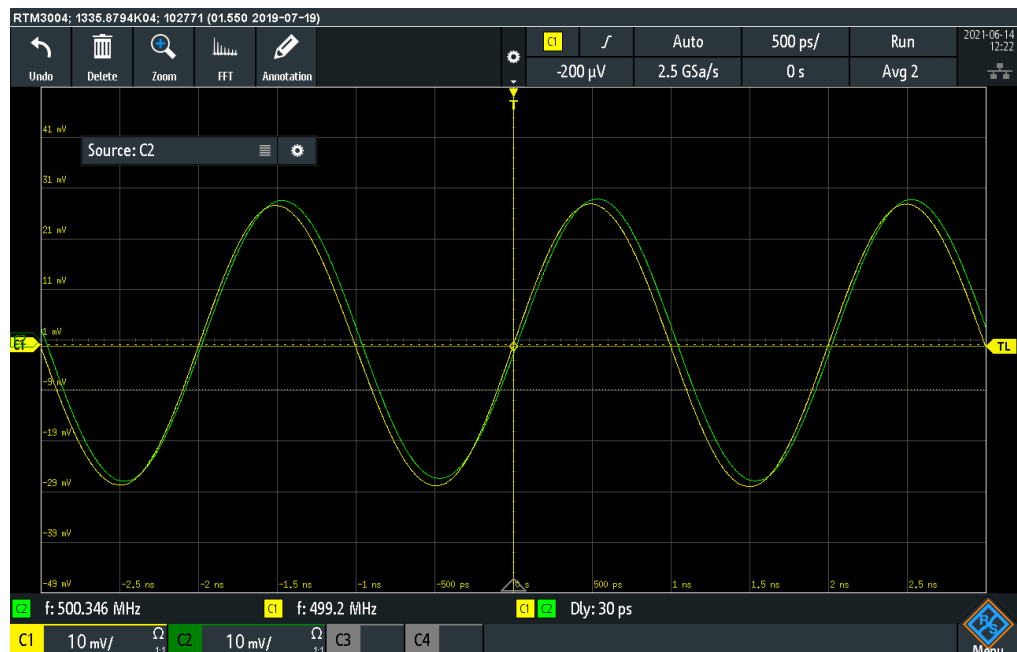 RTM3004; 1335.8794K04; 102771 (01.550 2019-07-19)
Undo Delete Zoom FFT Annotation
C1 Auto 500 ps/ Run 2021-06-14
12:22
-200 µV 2.5 GSa/s 0 s Avg 2
T
41 mV
Source: C2
31 mV
21 mV
11 mV
1 mV
TL
-9 mV
-19 mV
-29 mV
-39 mV
-49 mV -2.5 ns -2 ns -1.5 ns -1 ns -500 ps 0 s 500 ps 1 ns 1.5 ns 2 ns 2.5 ns
C2 f: 500.346 MHz C1 f: 499.2 MHz C1 C2 Dly: 30 ps
C1 10 mV/ Ω 1:1 C2 10 mV/ Ω 1:1 C3 C4 R&S Menu